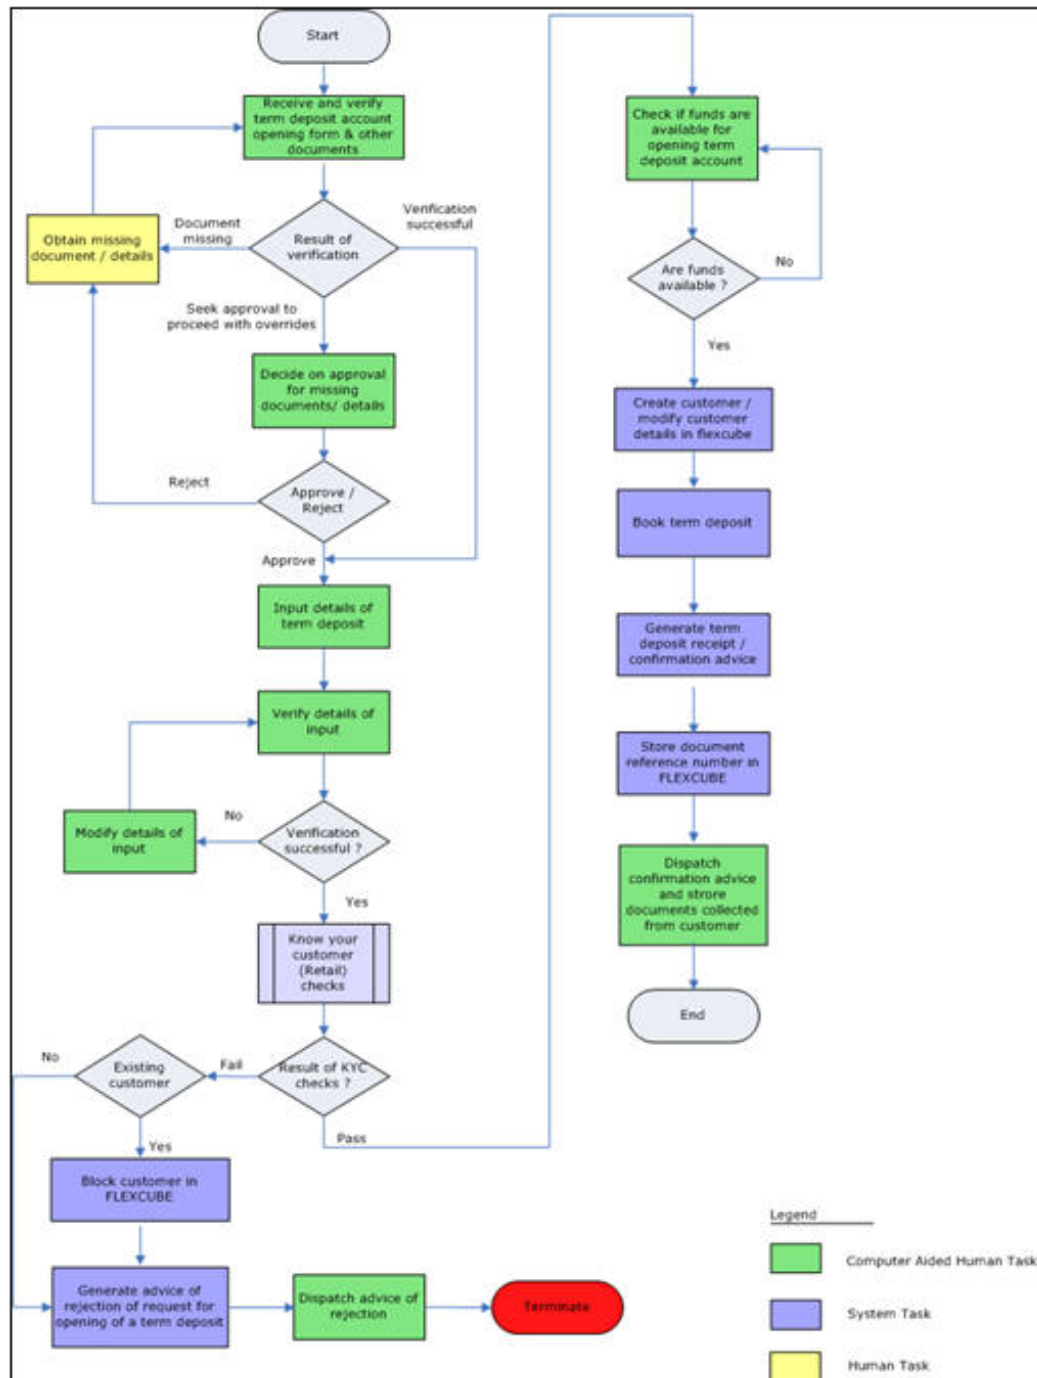 Start
Receive and verify
term deposit account
opening form & other
documents
Verification
successful
Document
missing
Obtain missing
document / details
Result of
verification
Seek approval to
proceed with overrides
Decide on approval
for missing
documents/ details
Reject
Approve /
Reject
Approve
Input details of
term deposit
Verify details of
input
No
Modify details of
input
Verification
successful ?
Yes
Know your
customer
(Retail)
checks
No
Existing
customer
Fail
Result of KYC
checks ?
Pass
Yes
Block customer in
FLEXCUBE
Generate advice of
rejection of request for
opening of a term deposit
Dispatch advice of
rejection
Terminate
Check if funds are
available for
opening term
deposit account
Are funds
available ?
No
Yes
Create customer /
modify customer
details in flexcube
Book term deposit
Generate term
deposit receipt /
confirmation advice
Store document
reference number in
FLEXCUBE
Dispatch
confirmation advice
and strore
documents collected
from customer
End
Legend
Computer Aided Human Task
System Task
Human Task